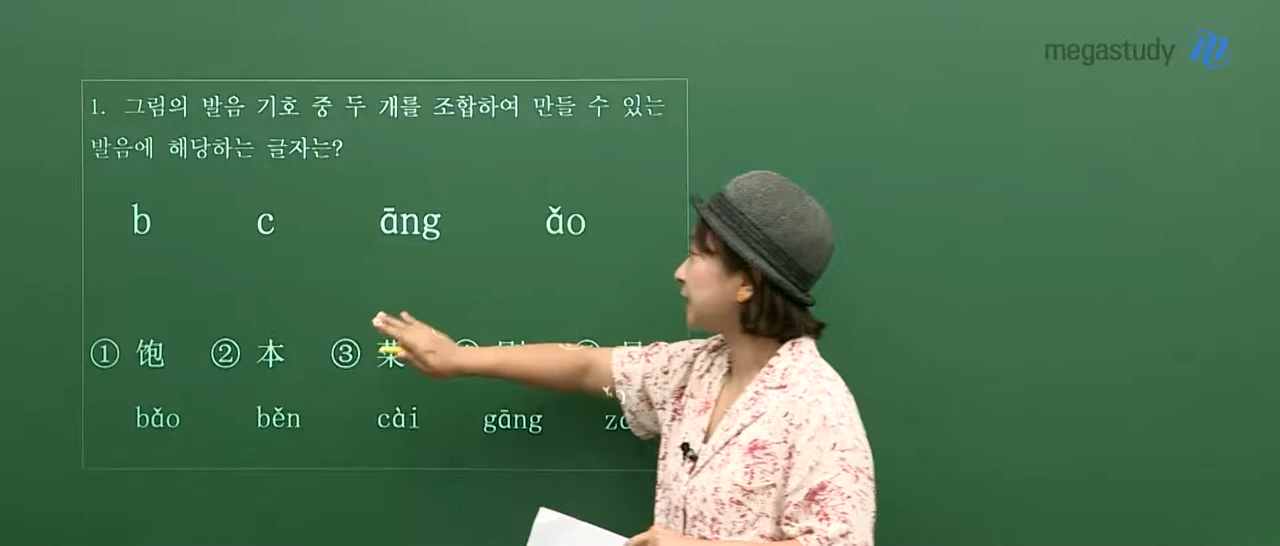 megastudy
1. 그림의 발음 기호 중 두 개를 조합하여 만들 수 있는
발음에 해당하는 글자는?
b c āng ǎo
① 饱 ② 本 ③ 菜
bǎo běn cài gāng